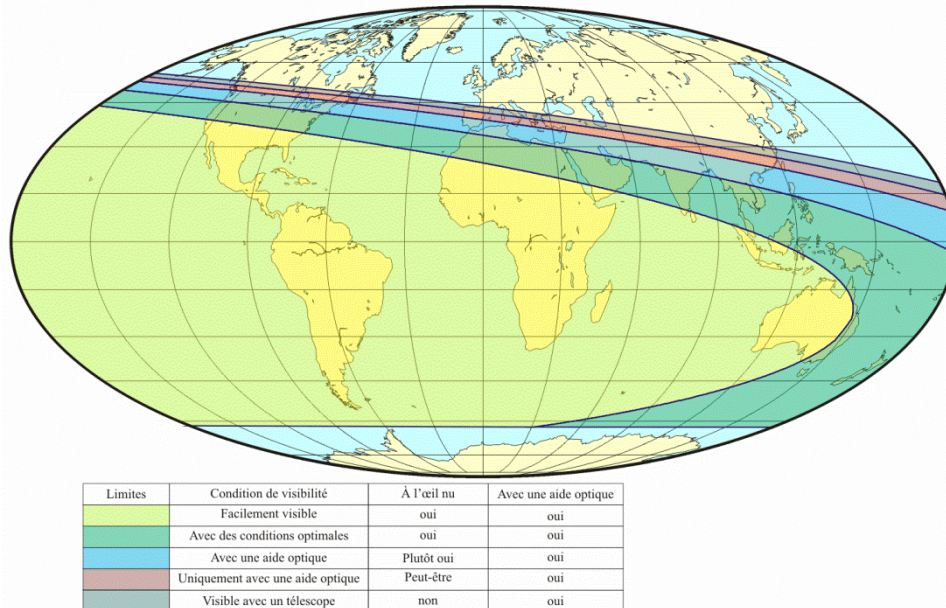 Limites Condition de visibilité À l'œil nu Avec une aide optique
Facilement visible oui oui
Avec des conditions optimales oui oui
Avec une aide optique Plutôt oui oui
Uniquement avec une aide optique Peut-être oui
Visible avec un télescope non oui